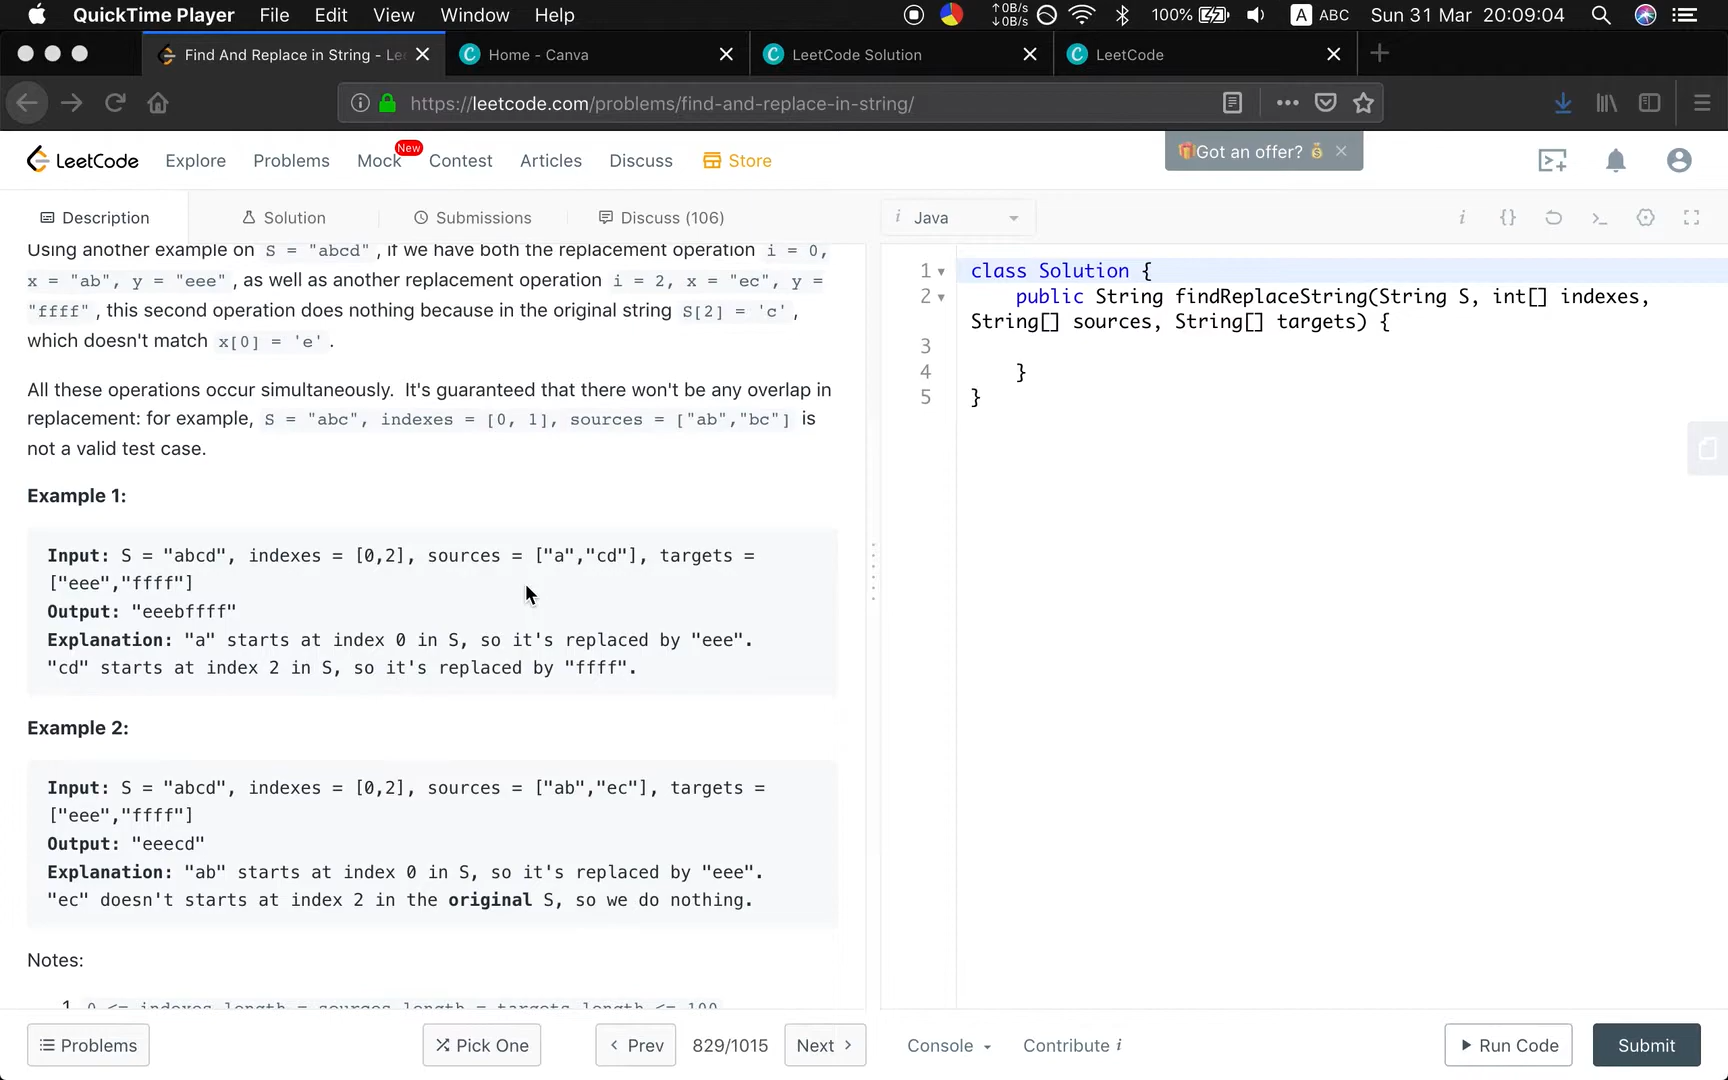 QuickTime Player File Edit View Window Help ↑0B/s ↓0B/s 100% A ABC Sun 31 Mar 20:09:04
Find And Replace in String - Le Home - Canva LeetCode Solution LeetCode
https://leetcode.com/problems/find-and-replace-in-string/
LeetCode Explore Problems Mock New Contest Articles Discuss Store Got an offer?
Description Solution Submissions Discuss (106)
Using another example on S = "abcd", if we have both the replacement operation i = 0,
x = "ab", y = "eee", as well as another replacement operation i = 2, x = "ec", y =
"ffff", this second operation does nothing because in the original string S[2] = 'c',
which doesn't match x[0] = 'e'.
All these operations occur simultaneously. It's guaranteed that there won't be any overlap in
replacement: for example, S = "abc", indexes = [0, 1], sources = ["ab","bc"] is
not a valid test case.
Example 1:
Input: S = "abcd", indexes = [0,2], sources = ["a","cd"], targets =
["eee","ffff"]
Output: "eeebffff"
Explanation: "a" starts at index 0 in S, so it's replaced by "eee".
"cd" starts at index 2 in S, so it's replaced by "ffff".
Example 2:
Input: S = "abcd", indexes = [0,2], sources = ["ab","ec"], targets =
["eee","ffff"]
Output: "eeecd"
Explanation: "ab" starts at index 0 in S, so it's replaced by "eee".
"ec" doesn't starts at index 2 in the original S, so we do nothing.
Notes:
1 0 <= indexes.length = sources.length = targets.length <= 100
i Java i {}
1 class Solution {
2 public String findReplaceString(String S, int[] indexes,
String[] sources, String[] targets) {
3
4 }
5 }
Problems Pick One Prev 829/1015 Next Console Contribute i Run Code Submit